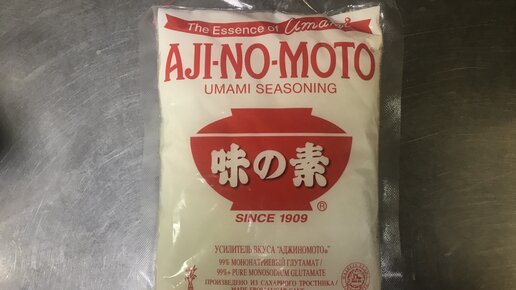 The Essence of Umami
AJI-NO-MOTO
UMAMI SEASONING
味の素
®
SINCE 1909
УСИЛИТЕЛЬ ВКУСА "АДЖИНОМОТО"
99% МОНОНАТРИЕВЫЙ ГЛУТАМАТ/
99%+ PURE MONOSODIUM GLUTAMATE
ПРОИЗВЕДЕНО ИЗ САХАРНОГО ТРОСТНИКА/